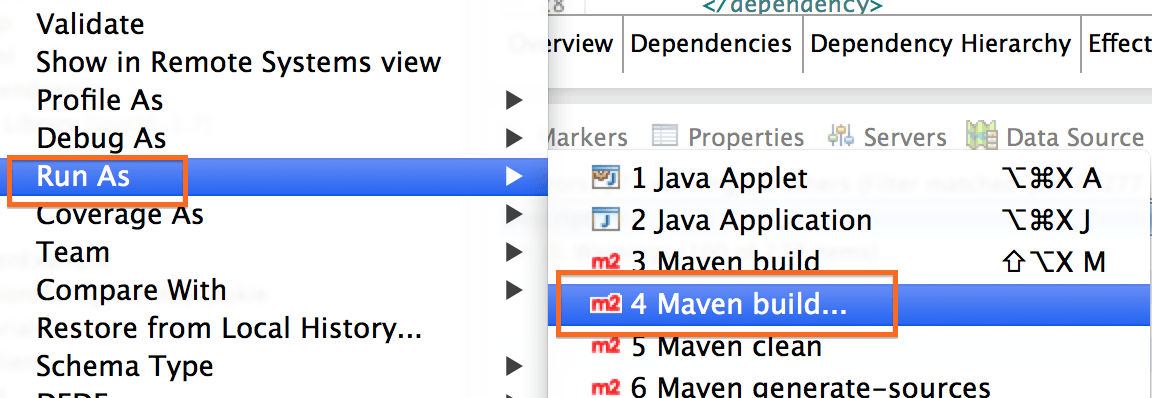 Validate
Show in Remote Systems view
Profile As
Debug As
Run As
Coverage As
Team
Compare With
Restore from Local History...
Schema Type
</dependency>
Overview Dependencies Dependency Hierarchy Effect
Markers Properties Servers Data Source
1 Java Applet ⌥⌘X A
2 Java Application ⌥⌘X J
m2 3 Maven build ⇧⌥X M
m2 4 Maven build...
m2 5 Maven clean
m2 6 Maven generate-sources